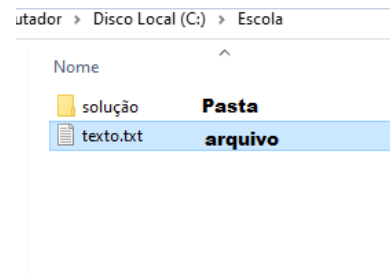 utador > Disco Local (C:) > Escola
Nome
solução Pasta
texto.txt arquivo